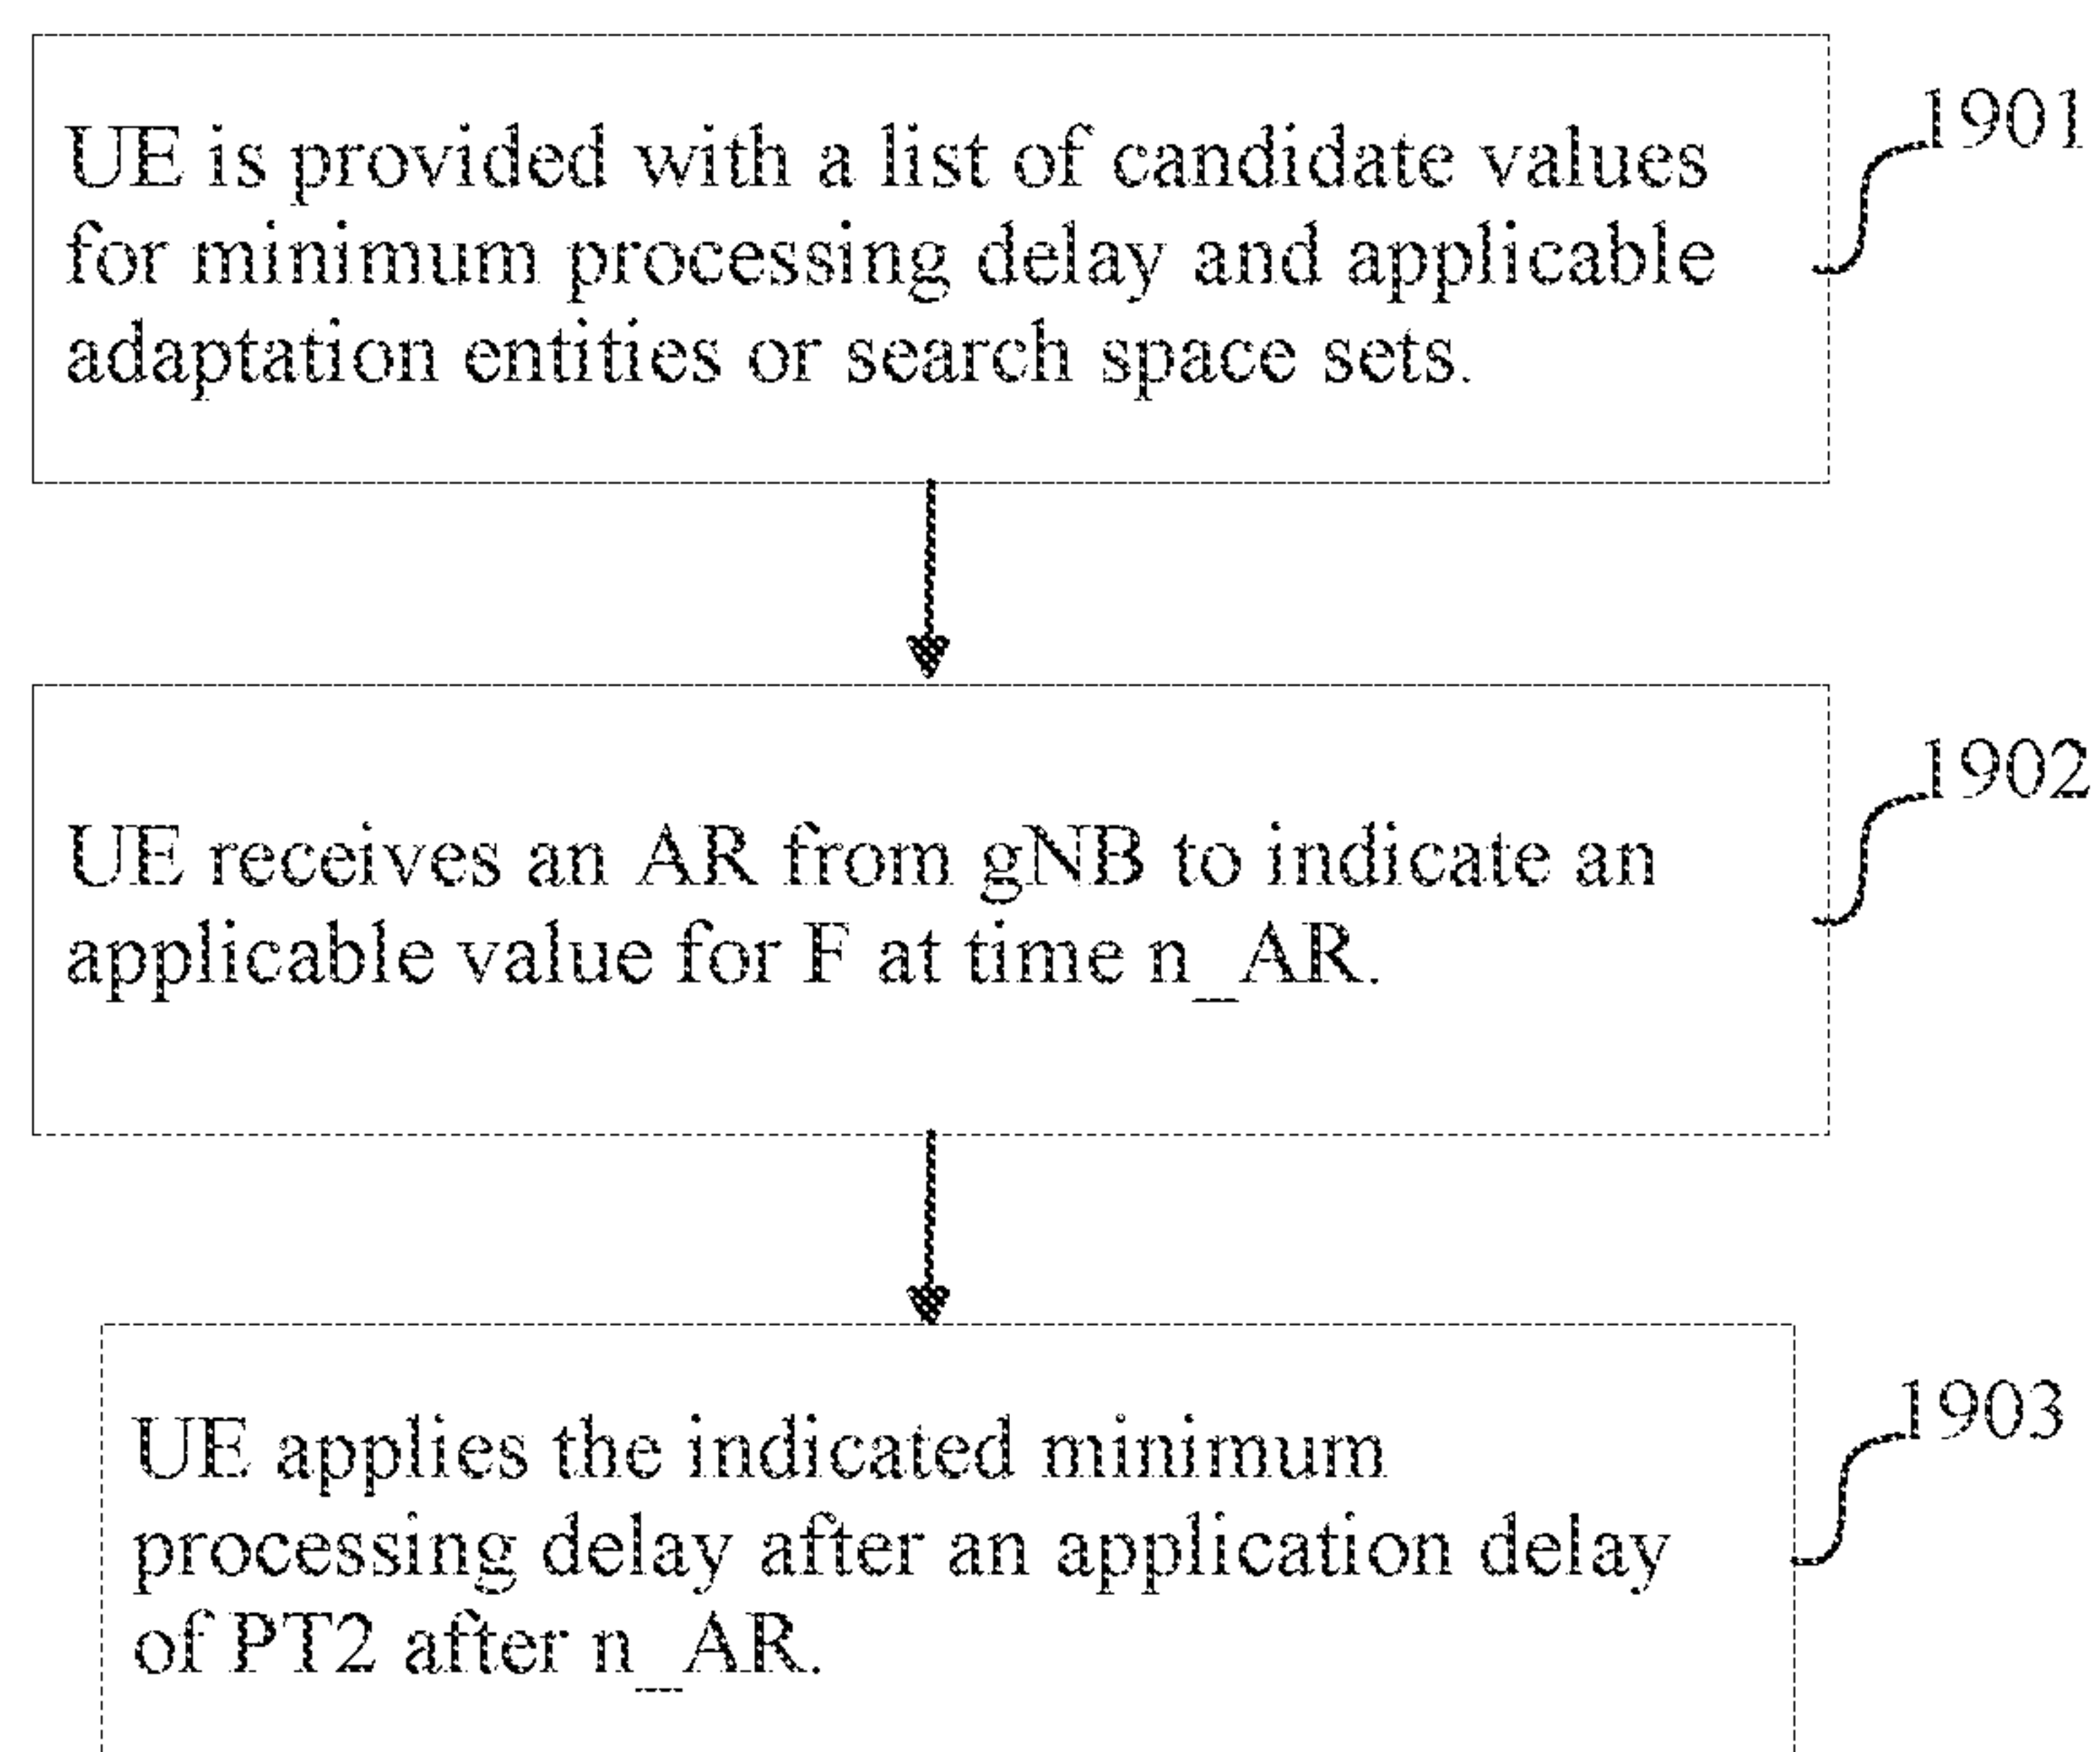 UE is provided with a list of candidate values
for minimum processing delay and applicable
adaptation entities or search space sets.
1901
UE receives an AR from gNB to indicate an
applicable value for F at time n_AR.
1902
UE applies the indicated minimum
processing delay after an application delay
of PT2 after n_AR.
1903